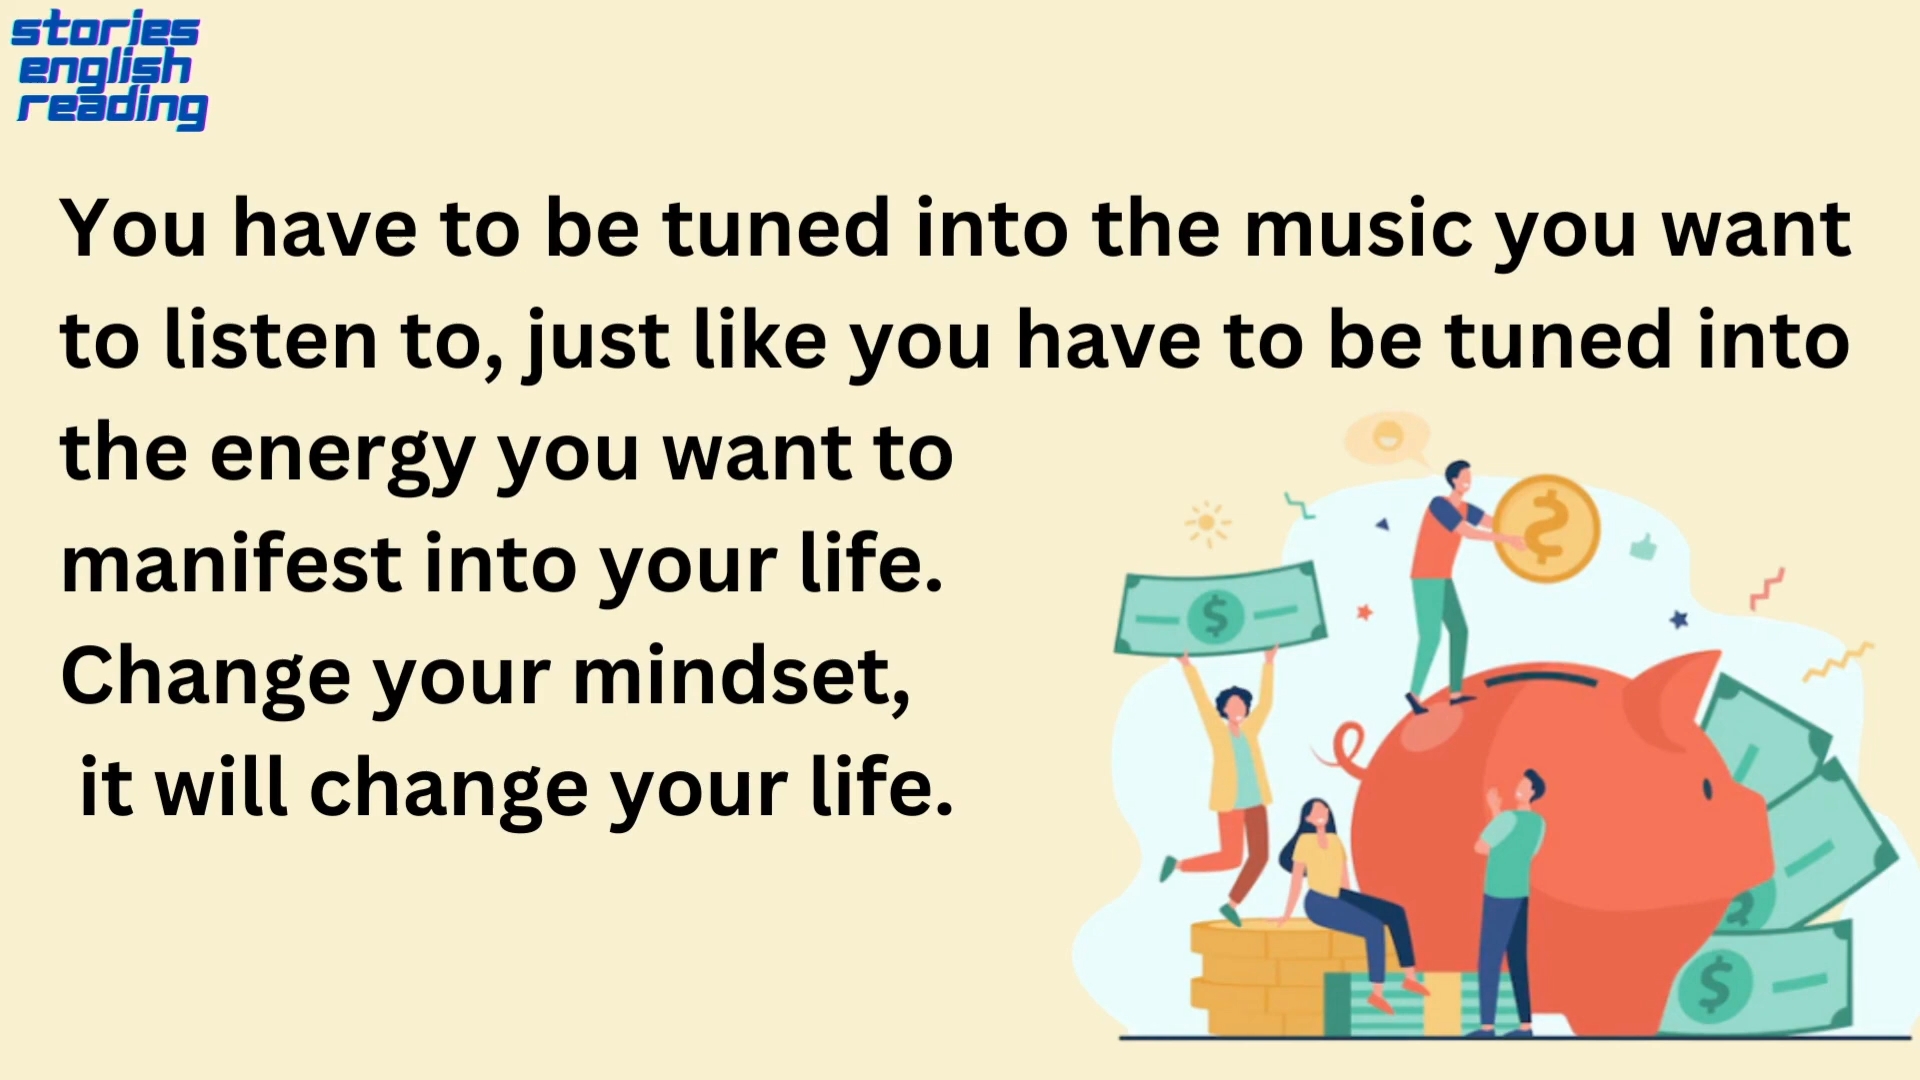 stories
english
reading
You have to be tuned into the music you want
to listen to, just like you have to be tuned into
the energy you want to
manifest into your life.
Change your mindset,
it will change your life.